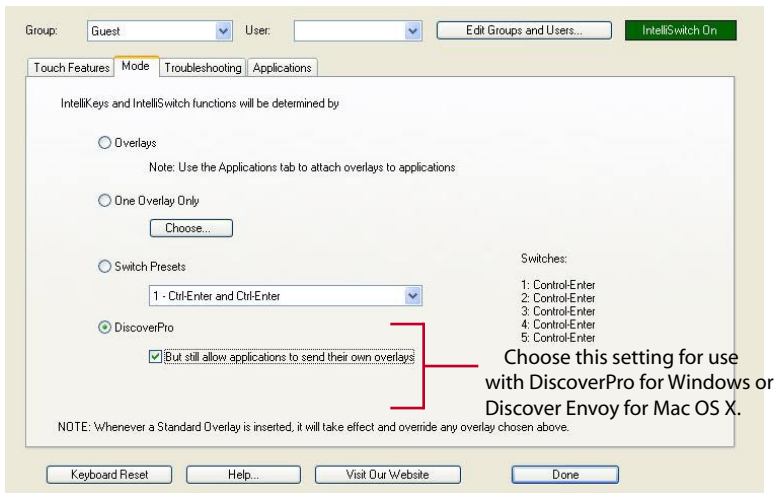 Group: Guest User: Edit Groups and Users... IntelliSwitch On
Touch Features Mode Troubleshooting Applications
IntelliKeys and IntelliSwitch functions will be determined by
Overlays
Note: Use the Applications tab to attach overlays to applications
One Overlay Only
Choose...
Switch Presets
1 - Ctrl-Enter and Ctrl-Enter
Switches:
1: Control-Enter
2: Control-Enter
3: Control-Enter
4: Control-Enter
5: Control-Enter
DiscoverPro
But still allow applications to send their own overlays
Choose this setting for use
with DiscoverPro for Windows or
Discover Envoy for Mac OS X.
NOTE: Whenever a Standard Overlay is inserted, it will take effect and override any overlay chosen above.
Keyboard Reset Help... Visit Our Website Done